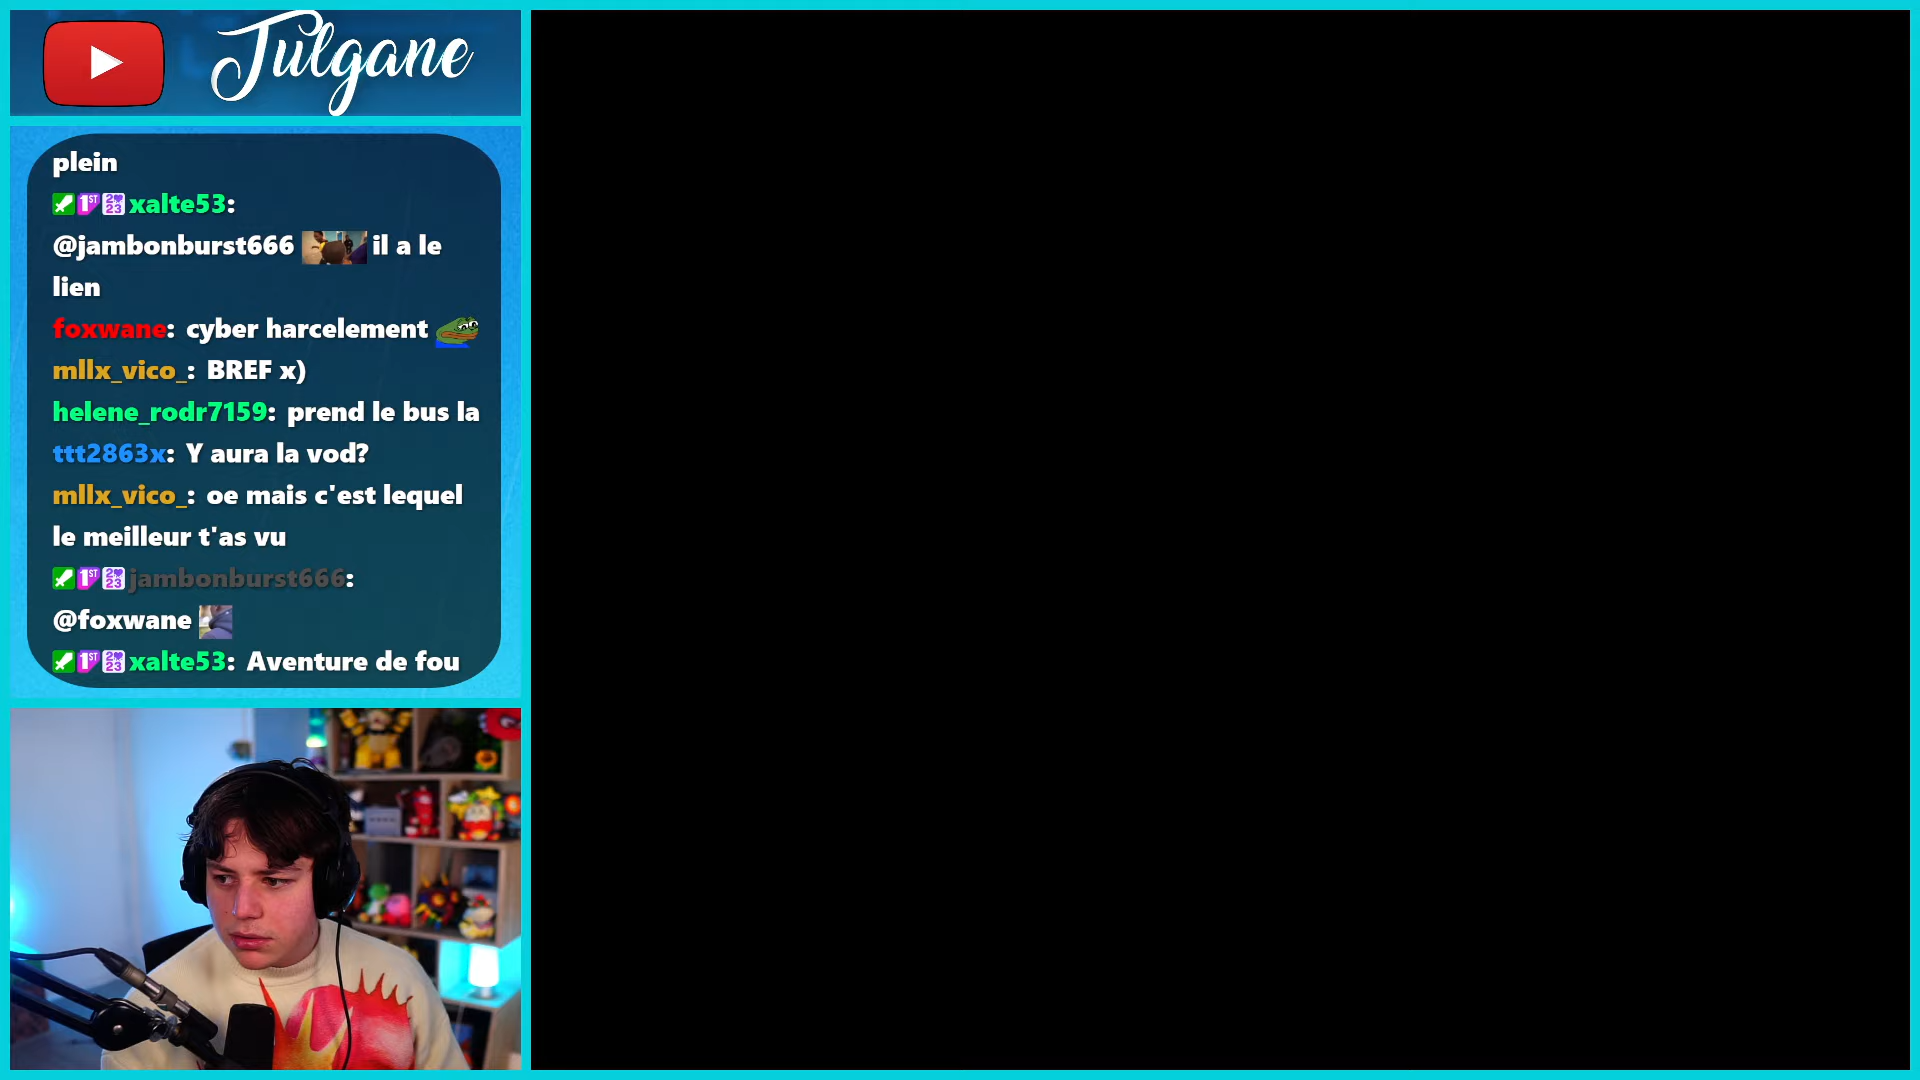 Julgane
plein
xalte53:
@jambonburst666 il a le
lien
foxwane: cyber harcelement
mllx_vico_: BREF x)
helene_rodr7159: prend le bus la
ttt2863x: Y aura la vod?
mllx_vico_: oe mais c'est lequel
le meilleur t'as vu
jambonburst666:
@foxwane
xalte53: Aventure de fou